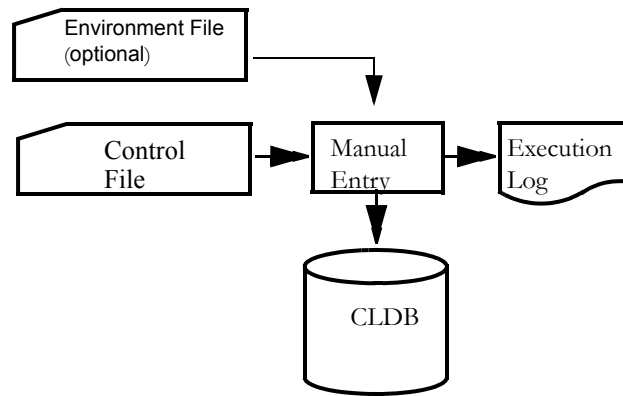 Environment File
(optional)
Control
File
Manual
Entry
Execution
Log
CLDB